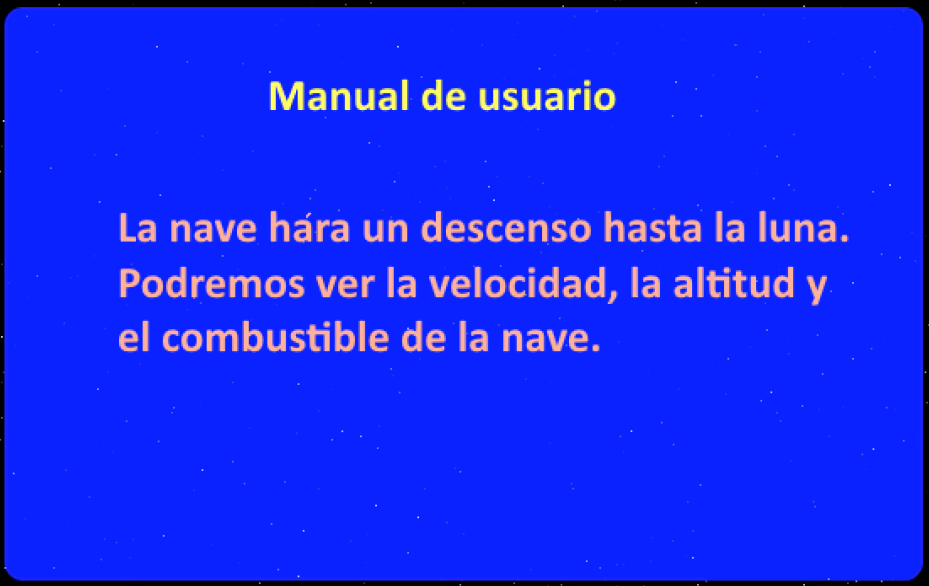 Manual de usuario
La nave hara un descenso hasta la luna.
Podremos ver la velocidad, la altitud y
el combustible de la nave.